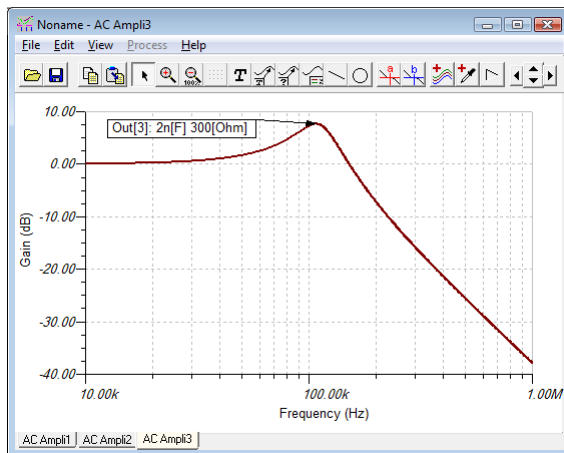 Noname - AC Ampli3
File Edit View Process Help
100%
T
a
b
10.00
0.00
-10.00
-20.00
-30.00
-40.00
Gain (dB)
Out[3]: 2n[F] 300[Ohm]
10.00k 100.00k 1.00M
Frequency (Hz)
AC Ampli1 AC Ampli2 AC Ampli3